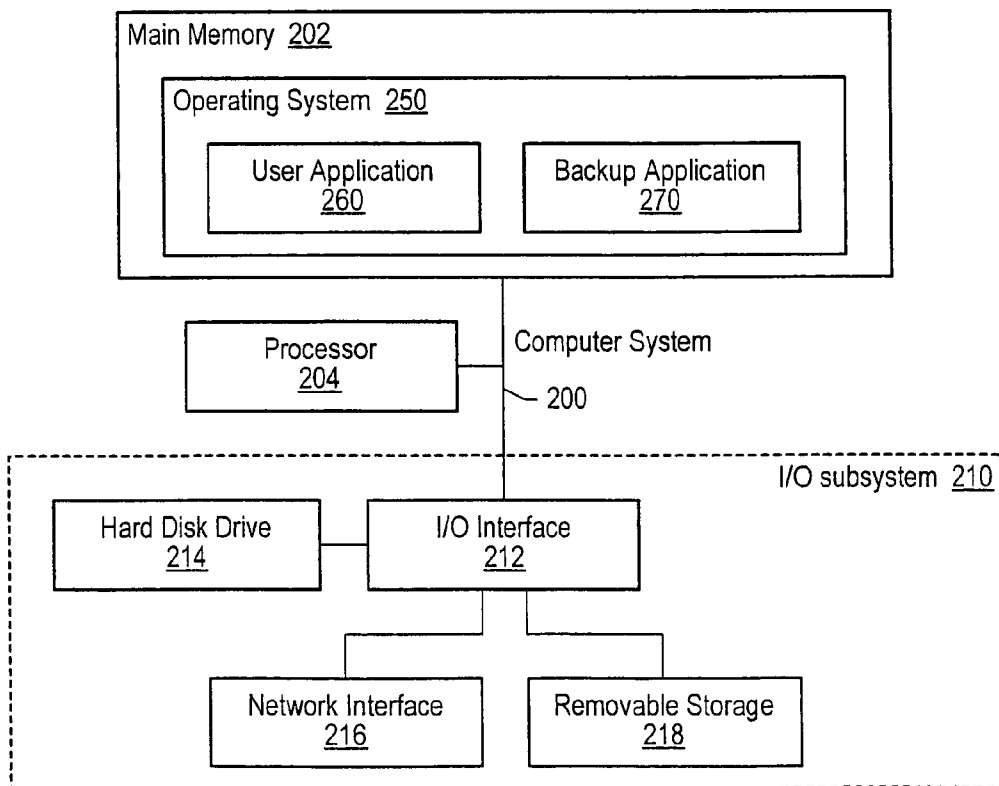 Main Memory 202
Operating System 250
User Application
260
Backup Application
270
Processor
204
Computer System
200
I/O subsystem 210
Hard Disk Drive
214
I/O Interface
212
Network Interface
216
Removable Storage
218